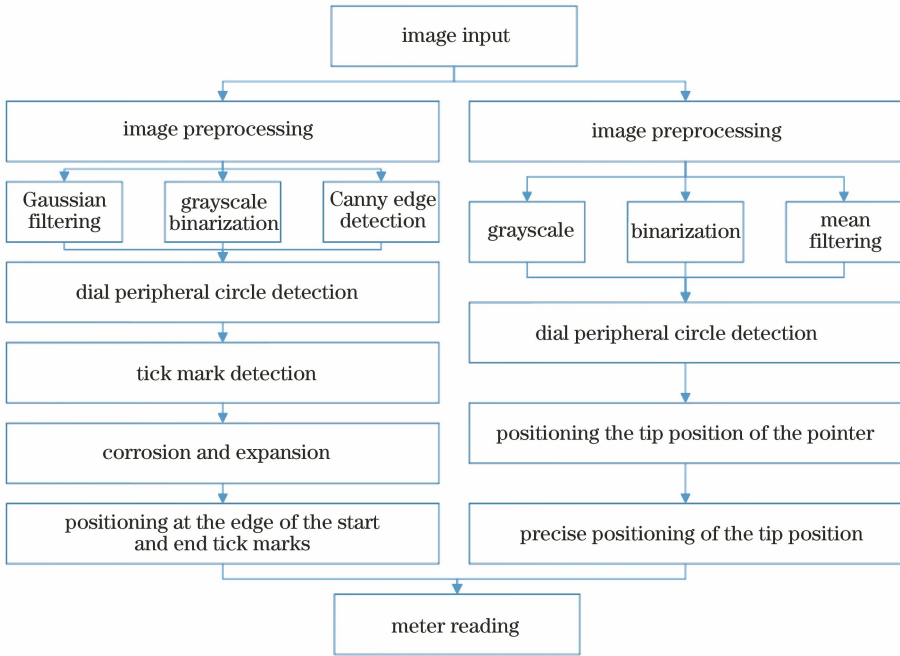 image input
image preprocessing
Gaussian
filtering
grayscale
binarization
Canny edge
detection
dial peripheral circle detection
tick mark detection
corrosion and expansion
positioning at the edge of the start
and end tick marks
image preprocessing
grayscale
binarization
mean
filtering
dial peripheral circle detection
positioning the tip position of the pointer
precise positioning of the tip position
meter reading